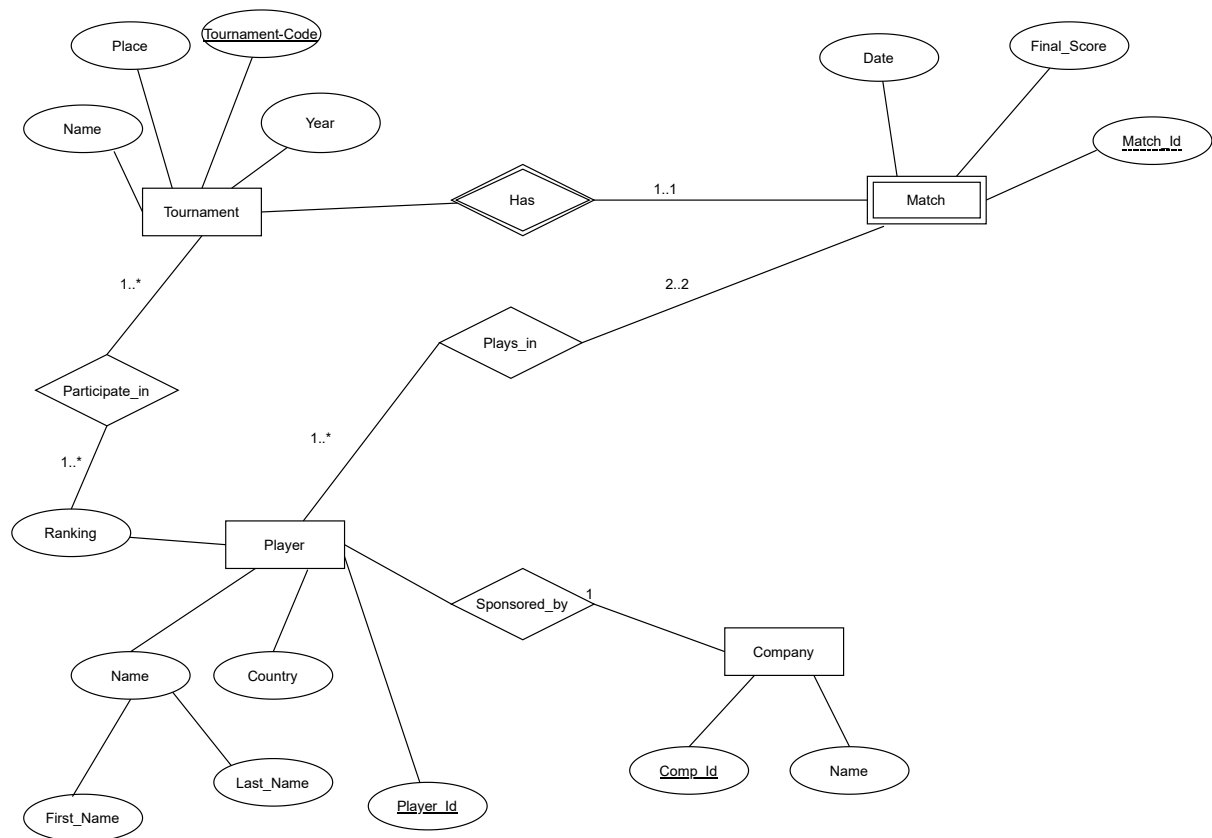 Tournament-Code
Place
Final_Score
Date
Name
Year
Match_Id
1..1
Tournament
Has
Match
1..*
2..2
Plays_in
Participate_in
1..*
1..*
Ranking
Player
1
Sponsored_by
Company
Name
Country
Last_Name
Comp_Id
Name
Player_Id
First_Name